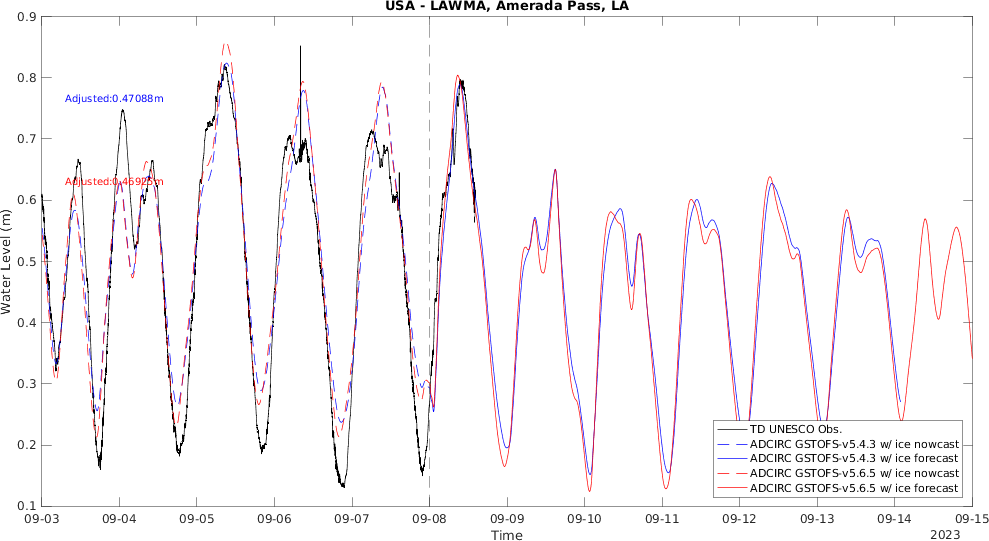 USA - LAWMA, Amerada Pass, LA
0.9
0.8
0.7
0.6
0.5
0.4
0.3
0.2
0.1
Water Level (m)
Adjusted:0.47088m
Adjusted:0.46925m
TD UNESCO Obs.
ADCIRC GSTOFS-v5.4.3 w/ ice nowcast
ADCIRC GSTOFS-v5.4.3 w/ ice forecast
ADCIRC GSTOFS-v5.6.5 w/ ice nowcast
ADCIRC GSTOFS-v5.6.5 w/ ice forecast
09-03 09-04 09-05 09-06 09-07 09-08 09-09 09-10 09-11 09-12 09-13 09-14 09-15
Time
2023